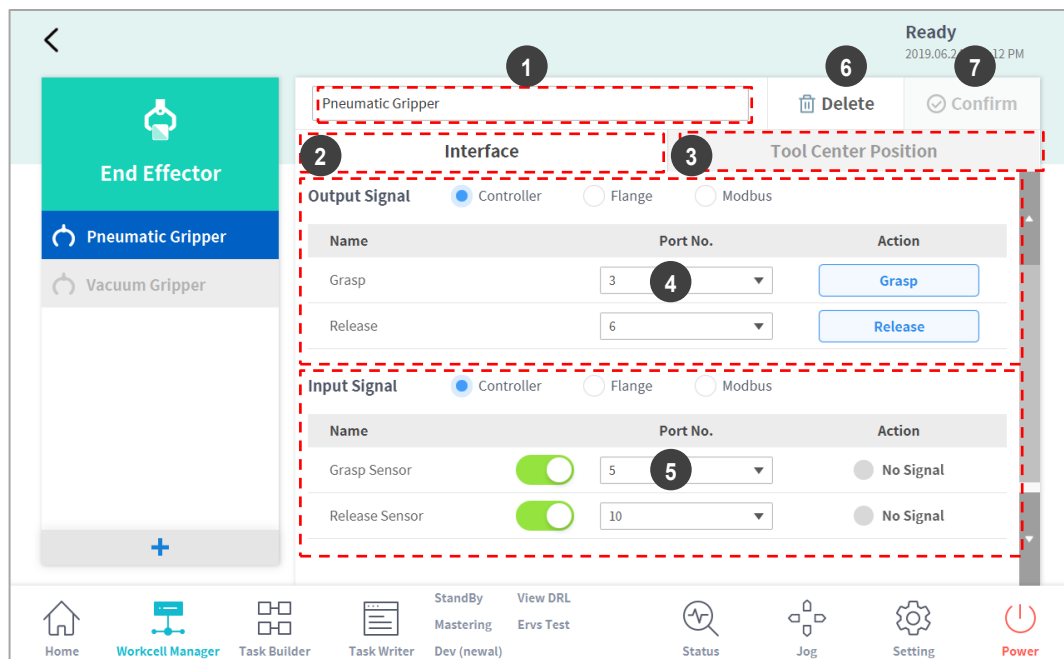 Ready
2019.06.2 12 PM
1
6
7
Pneumatic Gripper
Delete
Confirm
End Effector
2
Interface
3
Tool Center Position
Output Signal Controller Flange Modbus
Pneumatic Gripper
Name Port No. Action
Vacuum Gripper
Grasp 3 4 Grasp
Release 6 Release
Input Signal Controller Flange Modbus
Name Port No. Action
Grasp Sensor 5 5 No Signal
Release Sensor 10 No Signal
+
StandBy View DRL
Mastering Ervs Test
Dev (newal)
Home Workcell Manager Task Builder Task Writer Status Jog Setting Power